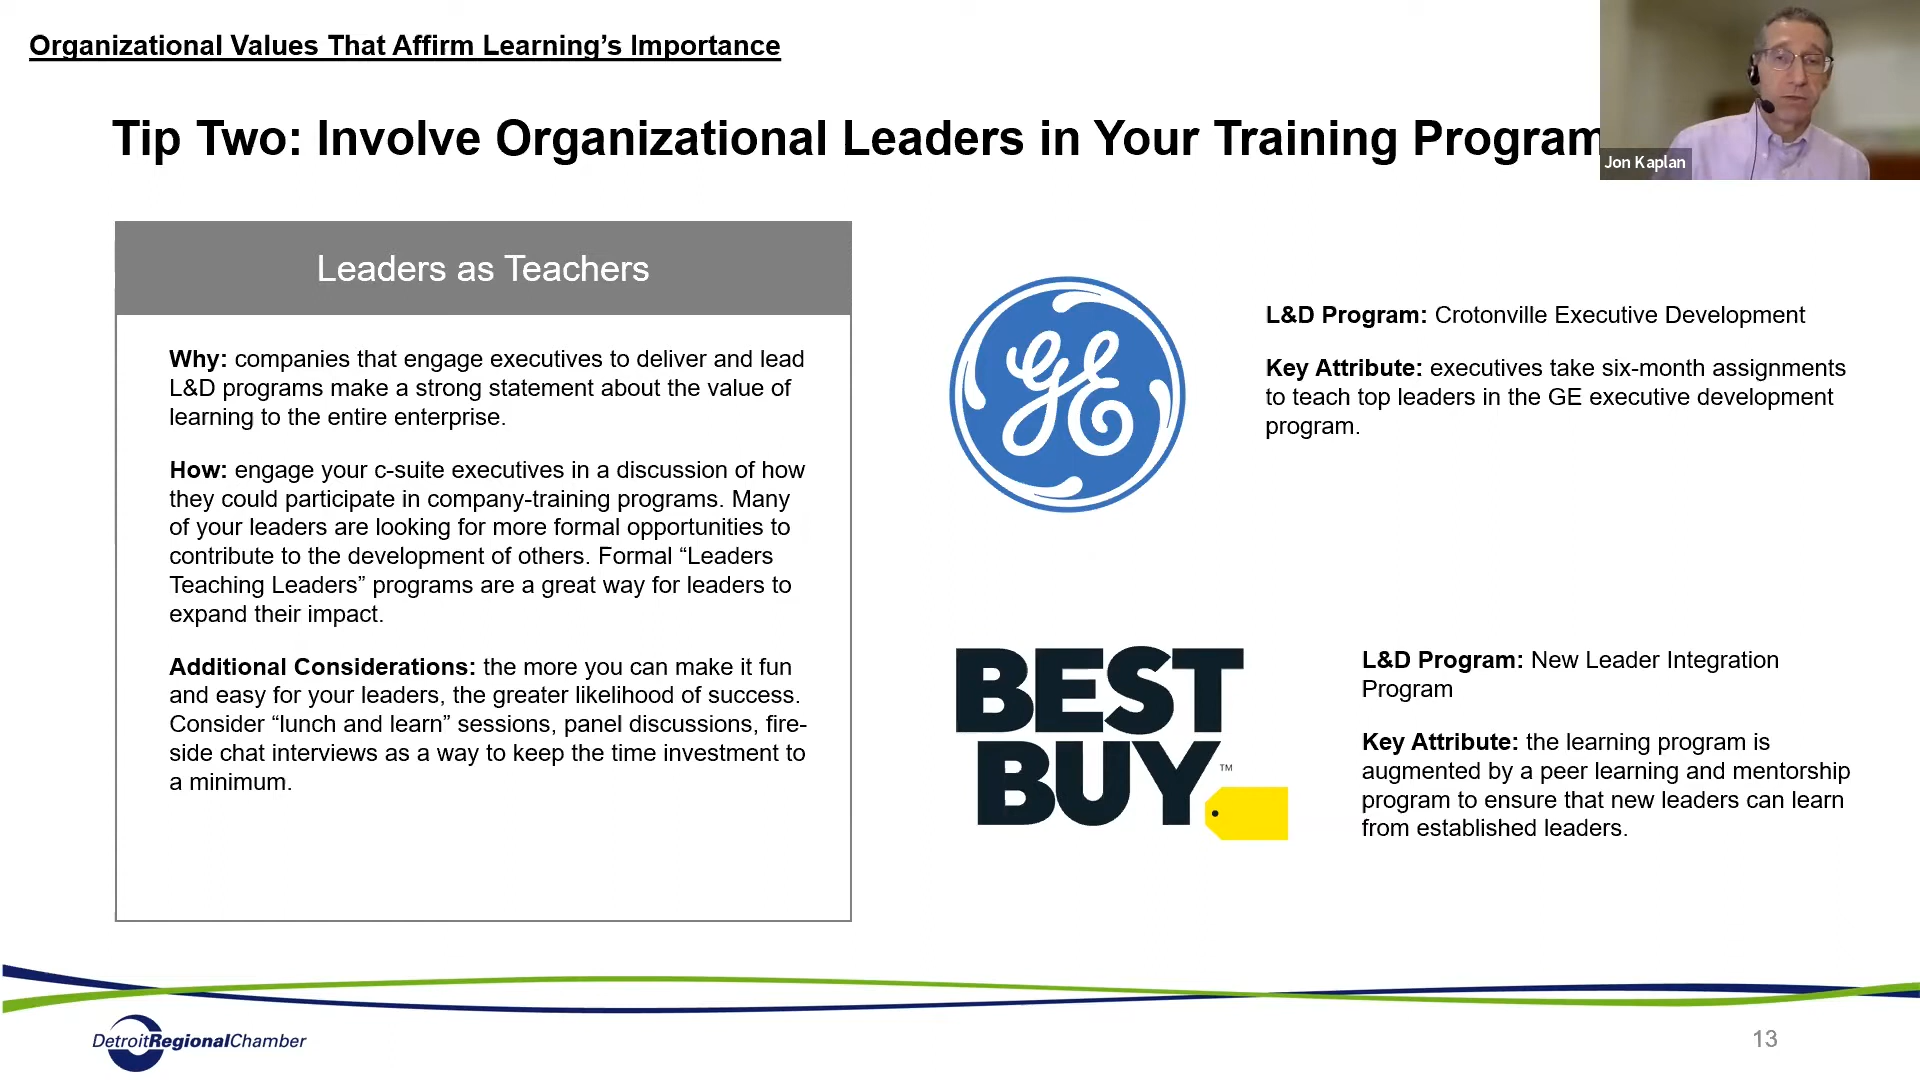 Organizational Values That Affirm Learning’s Importance
Tip Two: Involve Organizational Leaders in Your Training Program
Jon Kaplan
Leaders as Teachers
Why: companies that engage executives to deliver and lead
L&D programs make a strong statement about the value of
learning to the entire enterprise.
How: engage your c-suite executives in a discussion of how
they could participate in company-training programs. Many
of your leaders are looking for more formal opportunities to
contribute to the development of others. Formal “Leaders
Teaching Leaders” programs are a great way for leaders to
expand their impact.
Additional Considerations: the more you can make it fun
and easy for your leaders, the greater likelihood of success.
Consider “lunch and learn” sessions, panel discussions, fire-
side chat interviews as a way to keep the time investment to
a minimum.
GE
L&D Program: Crotonville Executive Development
Key Attribute: executives take six-month assignments
to teach top leaders in the GE executive development
program.
BEST
BUY™
L&D Program: New Leader Integration
Program
Key Attribute: the learning program is
augmented by a peer learning and mentorship
program to ensure that new leaders can learn
from established leaders.
DetroitRegionalChamber
13